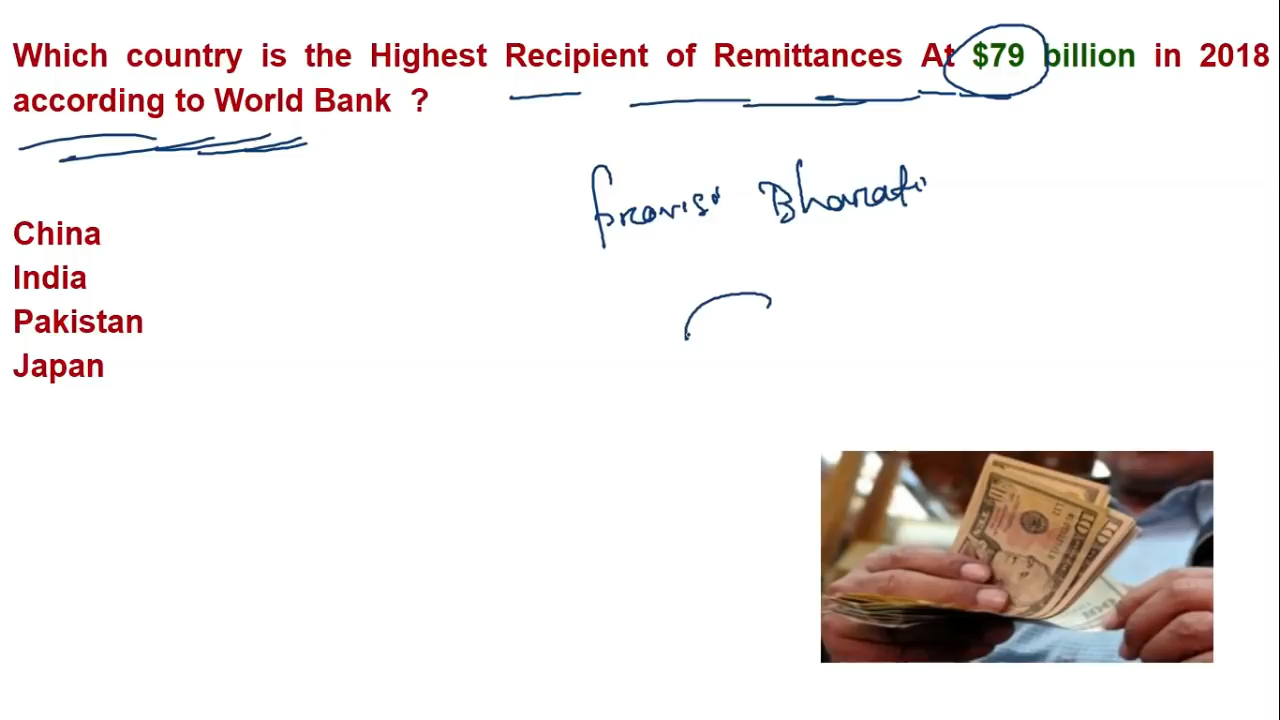 Which country is the Highest Recipient of Remittances At $79 billion in 2018
according to World Bank ?
Bharati
China
India
Pakistan
Japan